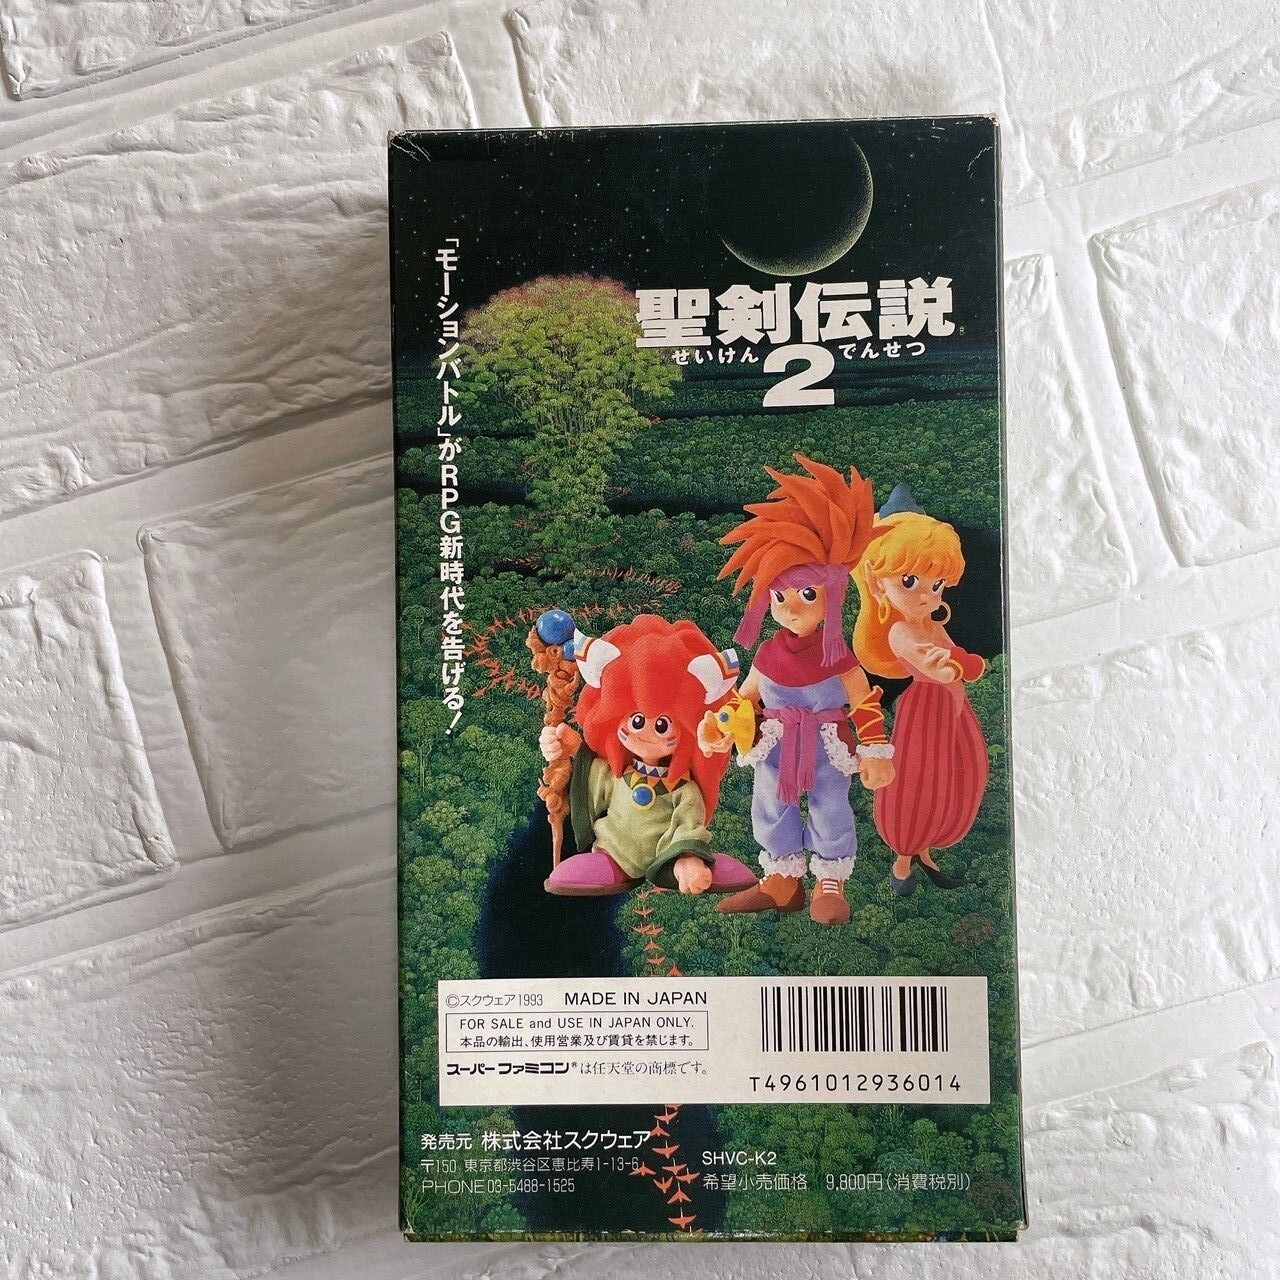 「モーションバトル」がRPG新時代を告げる!
聖剣伝説®
せいけん 2 でんせつ
©スクウェア1993 MADE IN JAPAN
FOR SALE and USE IN JAPAN ONLY.
本品の輸出、使用営業及び賃貸を禁じます。
スーパーファミコン®は任天堂の商標です。
T4961012936014
発売元 株式会社スクウェア
〒150 東京都渋谷区恵比寿1-13-6
PHONE 03-5488-1525
SHVC-K2
希望小売価格 9,800円(消費税別)